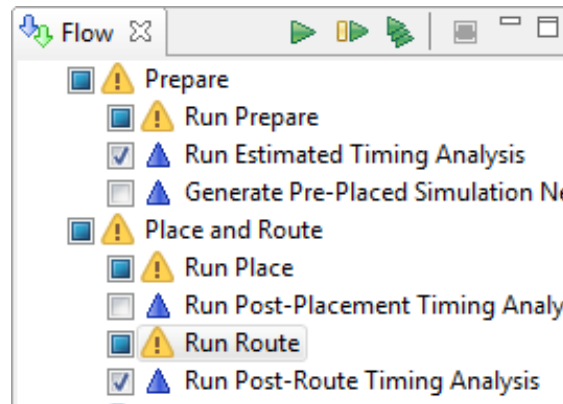 Flow
Prepare
Run Prepare
Run Estimated Timing Analysis
Generate Pre-Placed Simulation
Place and Route
Run Place
Run Post-Placement Timing
Run Route
Run Post-Route Timing Analysis